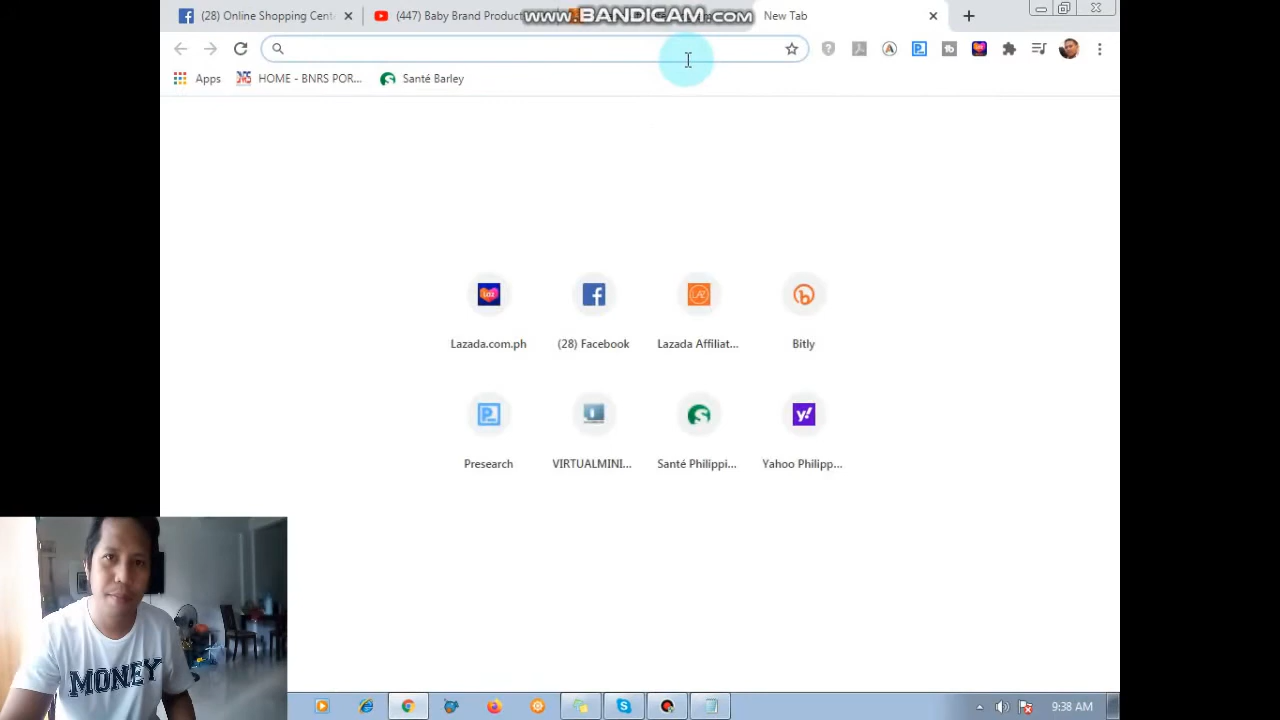 (28) Online Shopping Cent
(447) Baby Brand Product
WWW.BANDICAM.COM
New Tab
Apps
HOME - BNRS POR...
Santé Barley
Lazada.com.ph
(28) Facebook
Lazada Affiliat...
Bitly
Presearch
VIRTUALMINI...
Santé Philippi...
Yahoo Philipp...
MONEY
9:38 AM